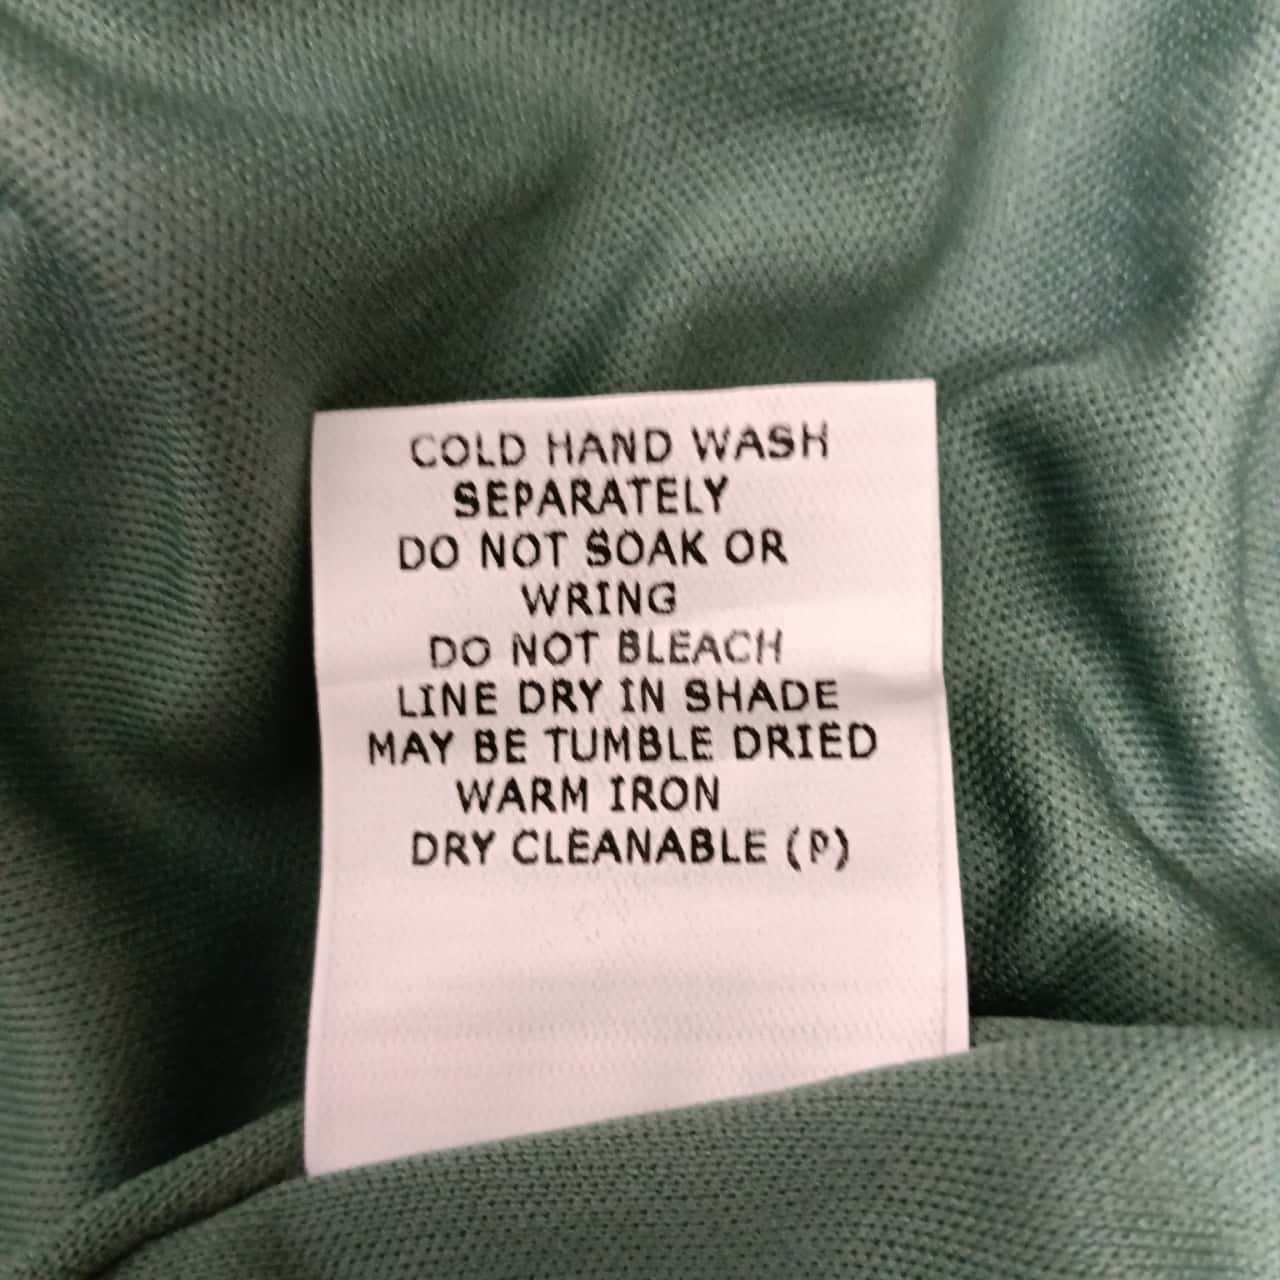 COLD HAND WASH
SEPARATELY
DO NOT SOAK OR
WRING
DO NOT BLEACH
LINE DRY IN SHADE
MAY BE TUMBLE DRIED
WARM IRON
DRY CLEANABLE (P)